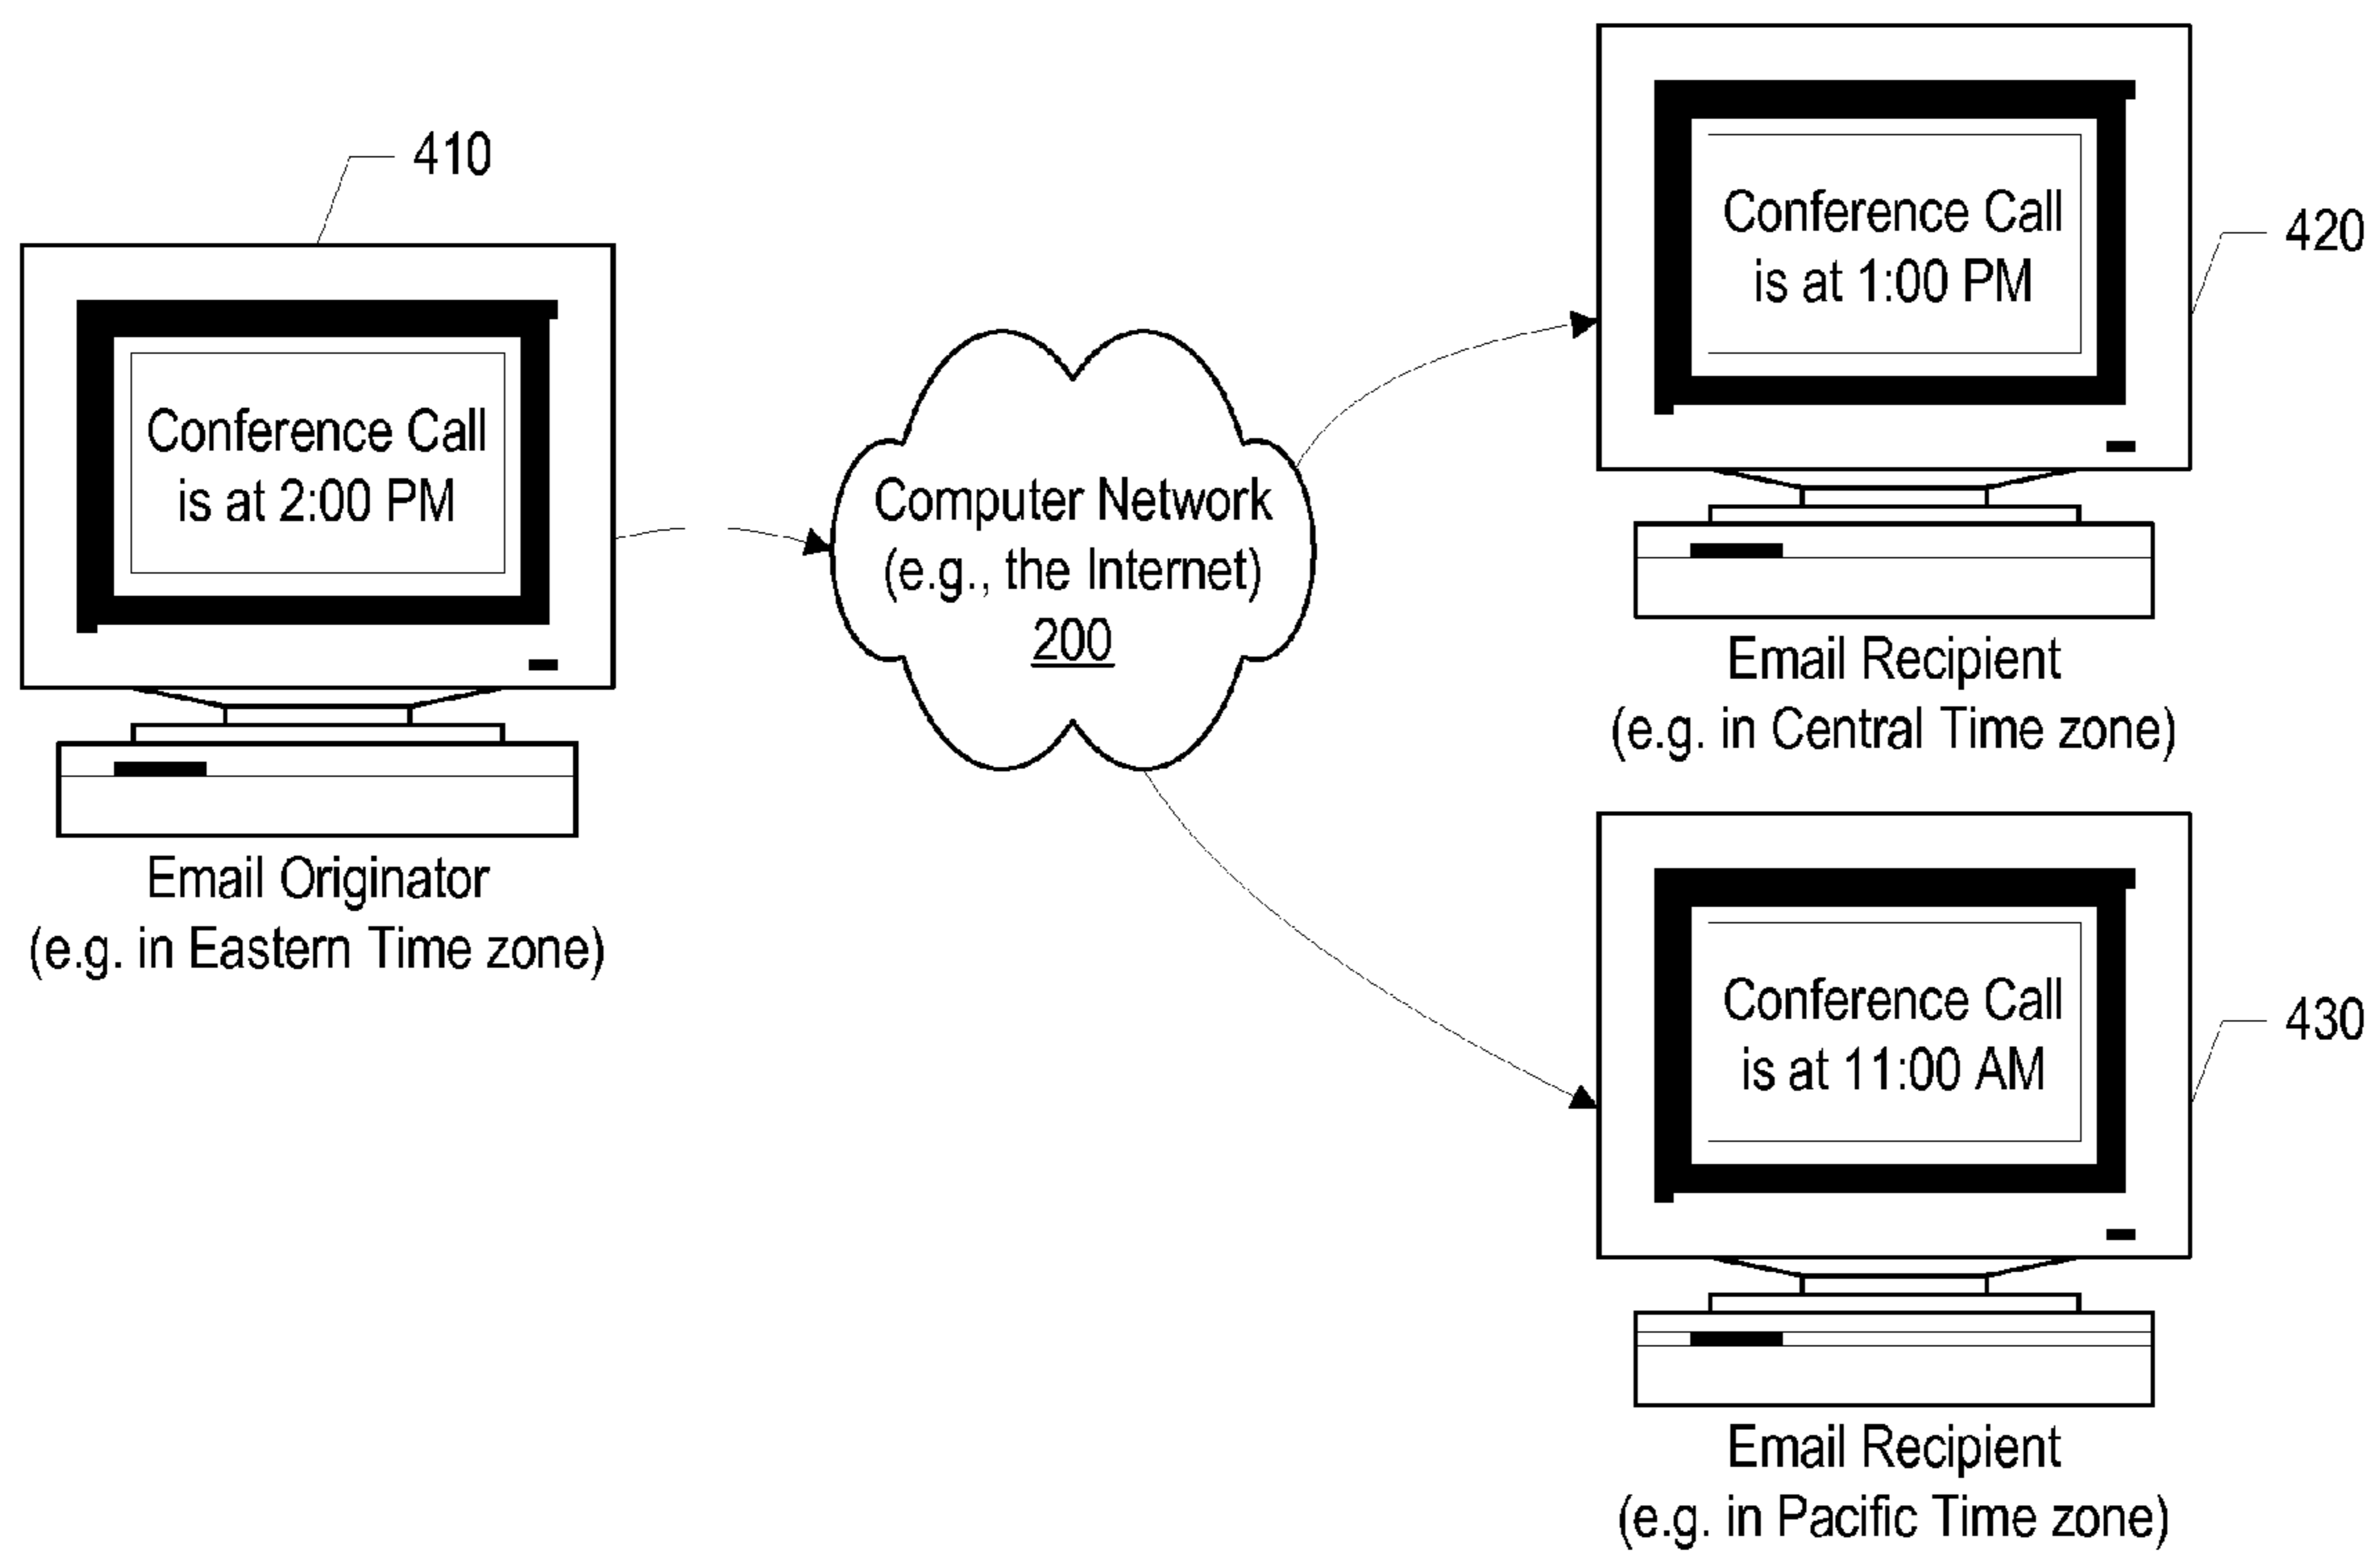 410
Conference Call
is at 2:00 PM
Email Originator
(e.g. in Eastern Time zone)
Computer Network
(e.g., the Internet)
200
Conference Call
is at 1:00 PM
420
Email Recipient
(e.g. in Central Time zone)
Conference Call
is at 11:00 AM
430
Email Recipient
(e.g. in Pacific Time zone)